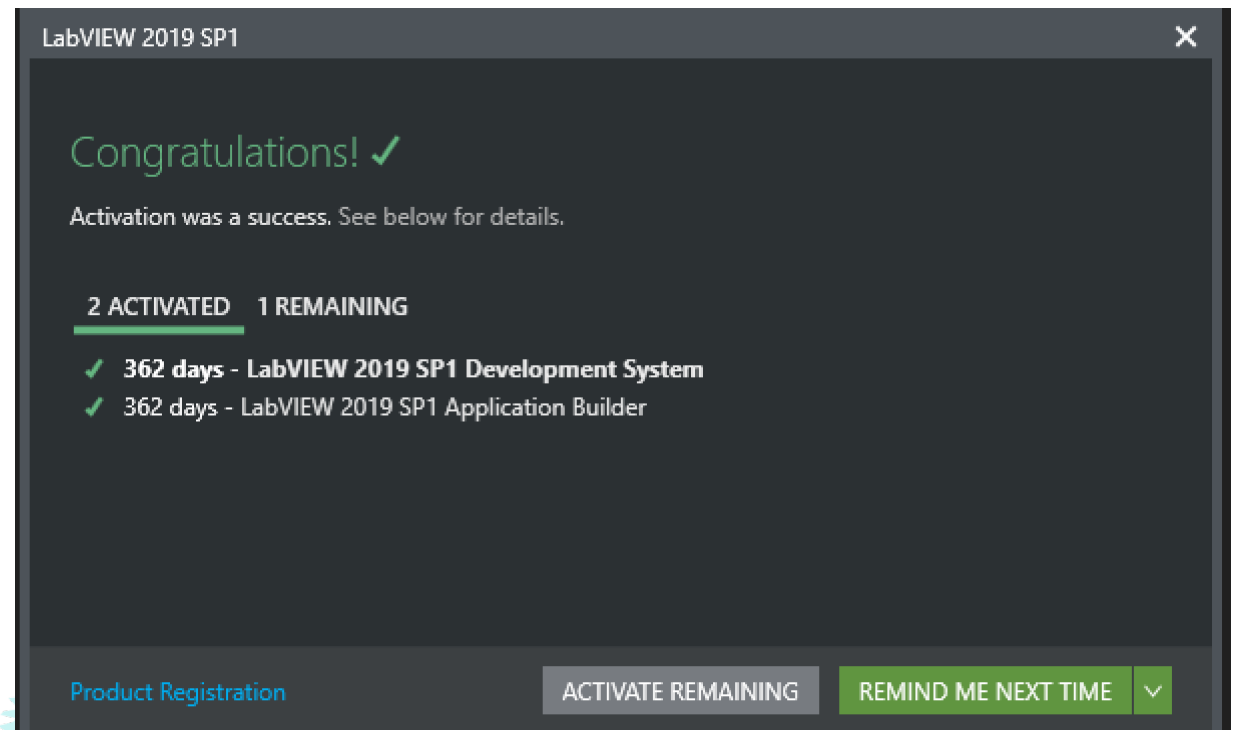 LabVIEW 2019 SP1
Congratulations!
Activation was a success. See below for details.
2 ACTIVATED 1 REMAINING
362 days - LabVIEW 2019 SP1 Development System
362 days - LabVIEW 2019 SP1 Application Builder
Product Registration ACTIVATE REMAINING REMIND ME NEXT TIME